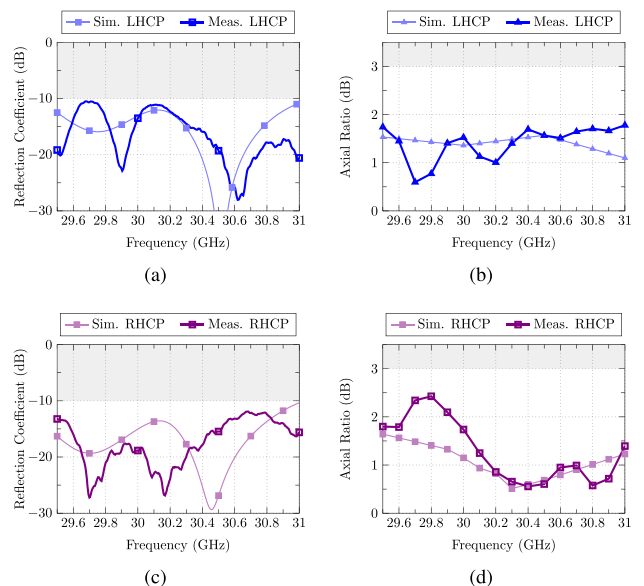 Sim. LHCP Meas. LHCP
Reflection Coefficient (dB)
0
−10
−20
−30
29.6 29.8 30 30.2 30.4 30.6 30.8 31
Frequency (GHz)
(a)
Sim. LHCP Meas. LHCP
Axial Ratio (dB)
3
2
1
0
29.6 29.8 30 30.2 30.4 30.6 30.8 31
Frequency (GHz)
(b)
Sim. RHCP Meas. RHCP
Reflection Coefficient (dB)
0
−10
−20
−30
29.6 29.8 30 30.2 30.4 30.6 30.8 31
Frequency (GHz)
(c)
Sim. RHCP Meas. RHCP
Axial Ratio (dB)
3
2
1
0
29.6 29.8 30 30.2 30.4 30.6 30.8 31
Frequency (GHz)
(d)